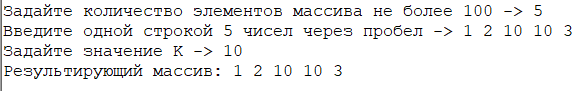 Задайте количество элементов массива не более 100 -> 5
Введите одной строкой 5 чисел через пробел -> 1 2 10 10 3
Задайте значение K -> 10
Результирующий массив: 1 2 10 10 3